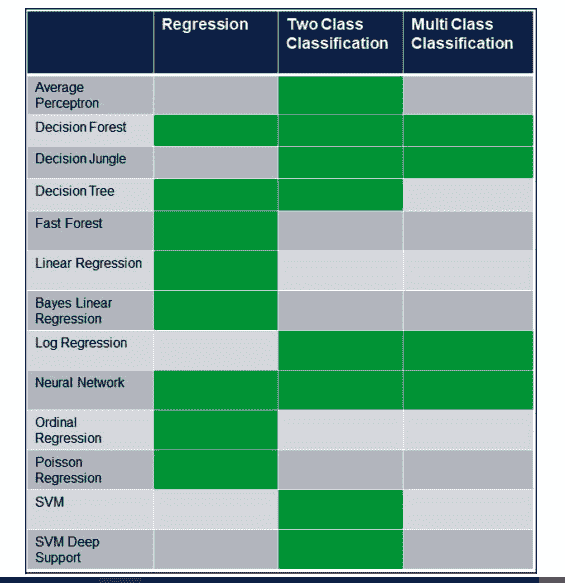 Regression
Two Class
Classification
Multi Class
Classification
Average
Perceptron
Decision Forest
Decision Jungle
Decision Tree
Fast Forest
Linear Regression
Bayes Linear
Regression
Log Regression
Neural Network
Ordinal
Regression
Poisson
Regression
SVM
SVM Deep
Support